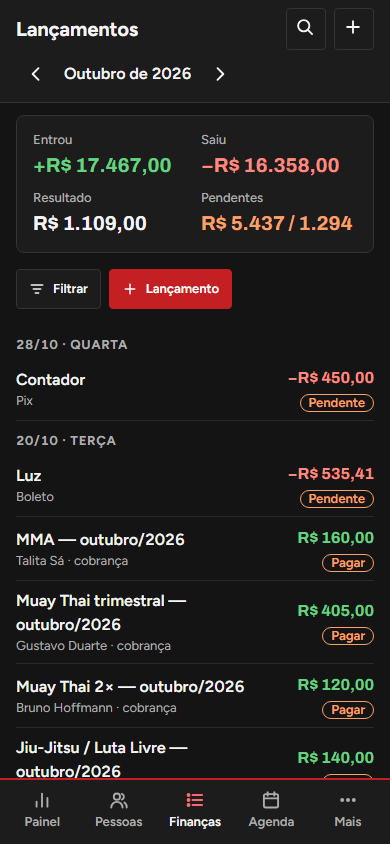 Lançamentos
Outubro de 2026
Entrou Saiu
+R$ 17.467,00 −R$ 16.358,00
Resultado Pendentes
R$ 1.109,00 R$ 5.437 / 1.294
Filtrar + Lançamento
28/10 · QUARTA
Contador −R$ 450,00
Pix Pendente
20/10 · TERÇA
Luz −R$ 535,41
Boleto Pendente
MMA — outubro/2026 R$ 160,00
Talita Sá · cobrança Pagar
Muay Thai trimestral — outubro/2026 R$ 405,00
Gustavo Duarte · cobrança Pagar
Muay Thai 2× — outubro/2026 R$ 120,00
Bruno Hoffmann · cobrança Pagar
Jiu-Jitsu / Luta Livre — outubro/2026 R$ 140,00
Painel Pessoas Finanças Agenda Mais